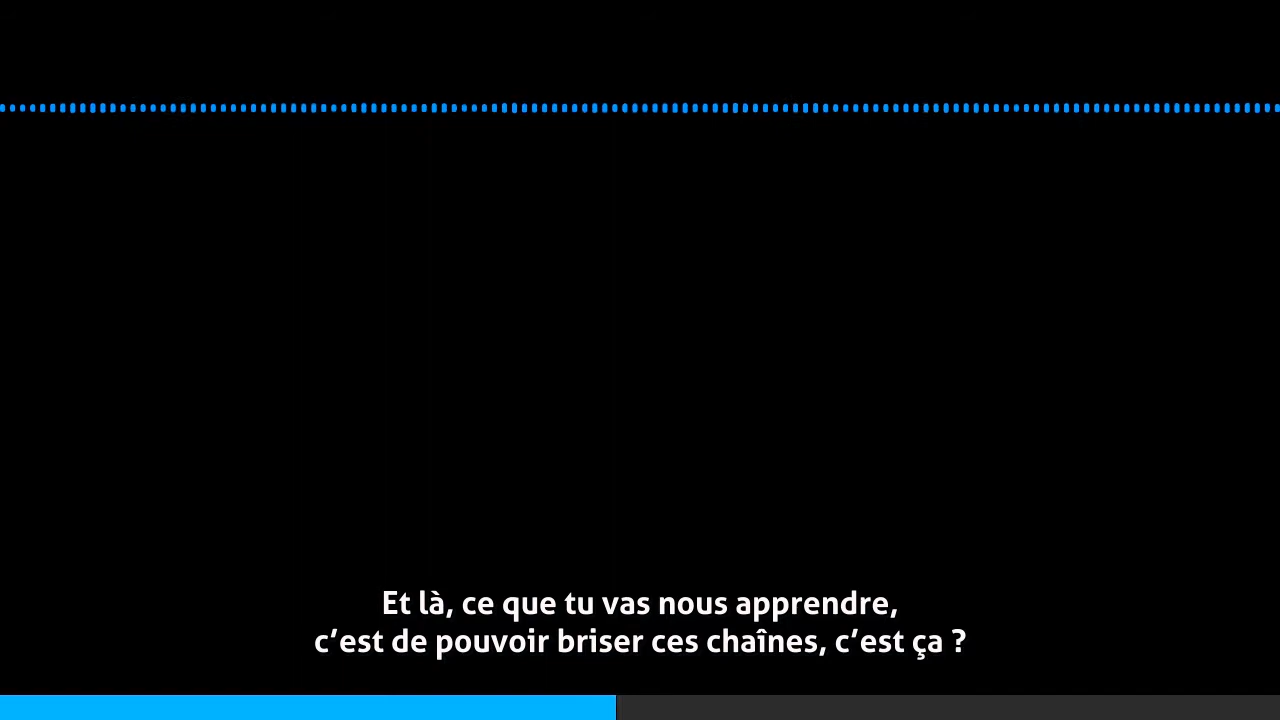 Et là, ce que tu vas nous apprendre,
c’est de pouvoir briser ces chaînes, c’est ça ?